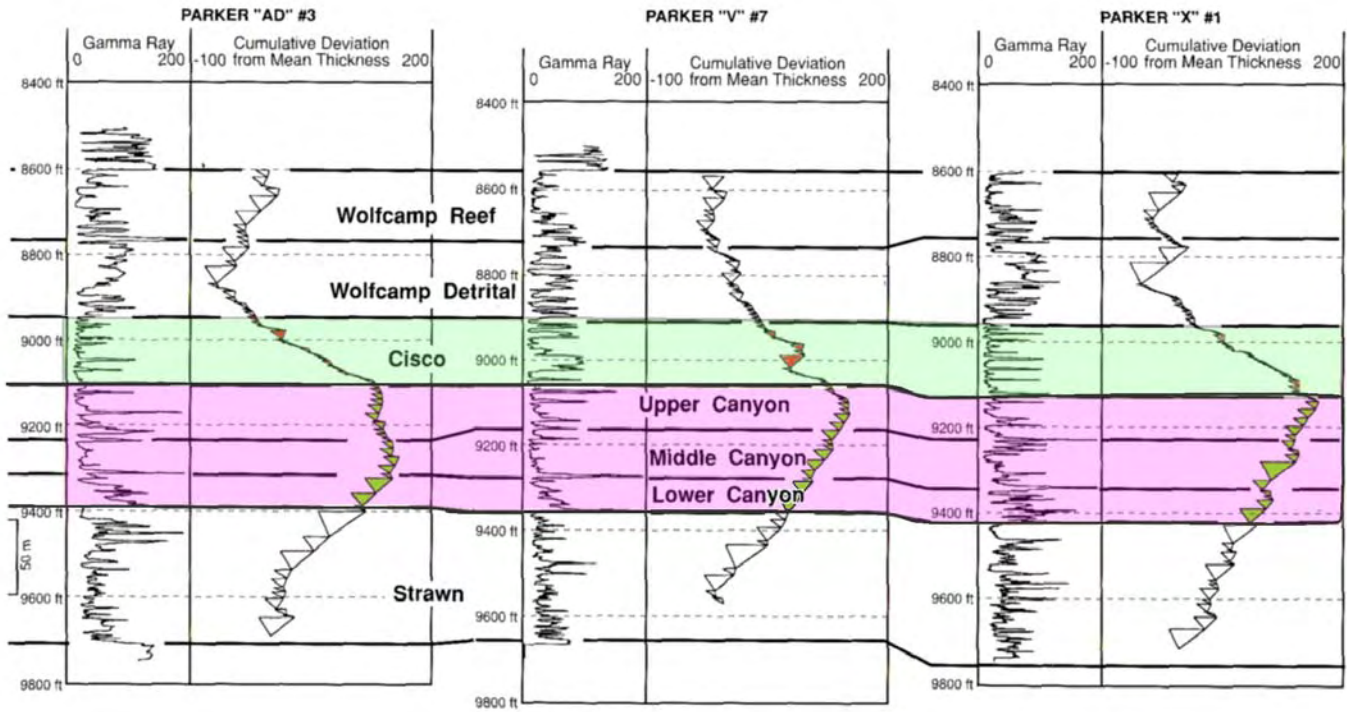 PARKER "AD" #3
Gamma Ray
0 200
Cumulative Deviation
-100 from Mean Thickness 200
8400 ft
8600 ft
8800 ft
9000 ft
9200 ft
9400 ft
9600 ft
9800 ft
50 m
PARKER "V" #7
Gamma Ray
0 200
Cumulative Deviation
-100 from Mean Thickness 200
8400 ft
8600 ft
8800 ft
9000 ft
9200 ft
9400 ft
9600 ft
9800 ft
PARKER "X" #1
Gamma Ray
0 200
Cumulative Deviation
-100 from Mean Thickness 200
8400 ft
8600 ft
8800 ft
9000 ft
9200 ft
9400 ft
9600 ft
9800 ft
Wolfcamp Reef
Wolfcamp Detrital
Cisco
Upper Canyon
Middle Canyon
Lower Canyon
Strawn